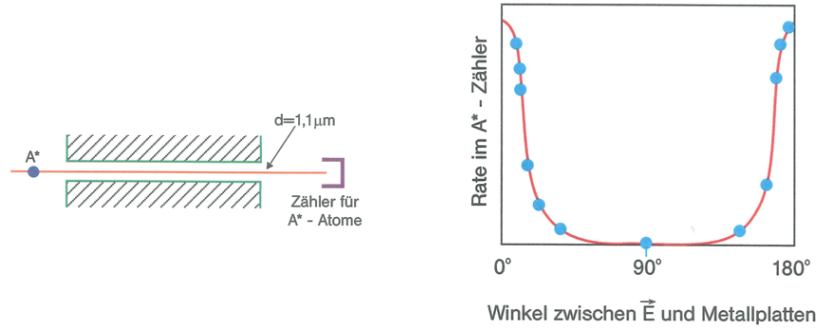 A*
d=1,1µm
Zähler für
A* - Atome
Rate im A* - Zähler
0° 90° 180°
Winkel zwischen E⃗ und Metallplatten